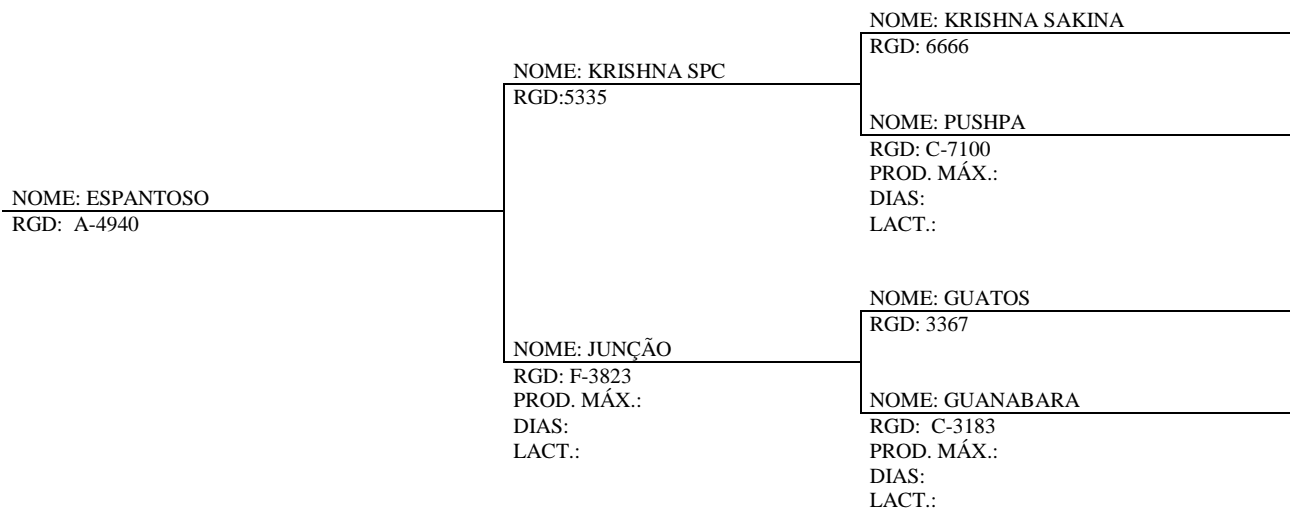 NOME: KRISHNA SAKINA
RGD: 6666
NOME: KRISHNA SPC
RGD:5335
NOME: PUSHPA
RGD: C-7100
PROD. MÁX.:
DIAS:
LACT.:
NOME: ESPANTOSO
RGD: A-4940
NOME: GUATOS
RGD: 3367
NOME: JUNÇÃO
RGD: F-3823
PROD. MÁX.:
DIAS:
LACT.:
NOME: GUANABARA
RGD: C-3183
PROD. MÁX.:
DIAS:
LACT.: